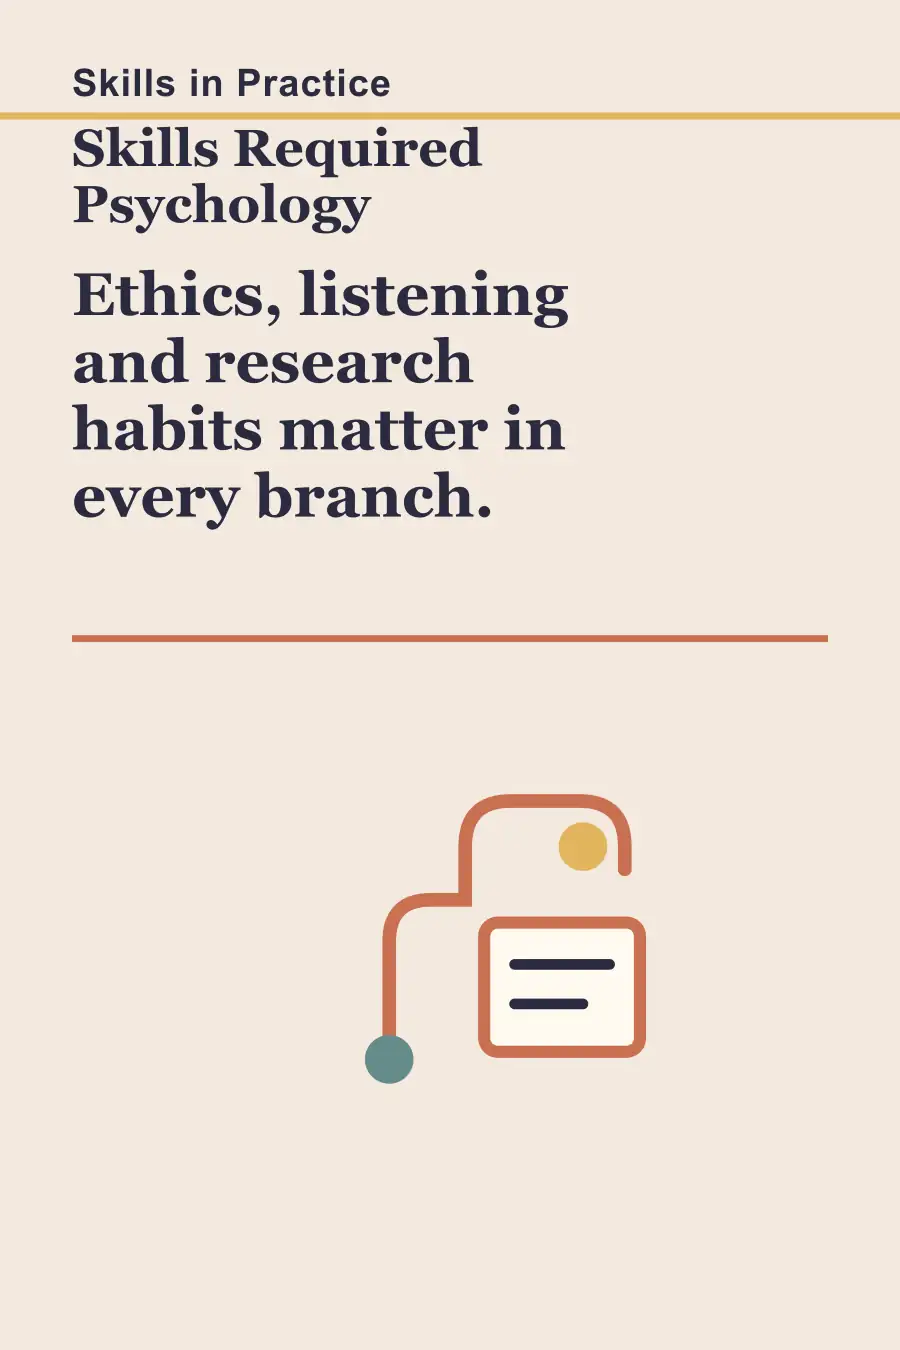 Skills in Practice
Skills Required
Psychology
Ethics, listening
and research
habits matter in
every branch.